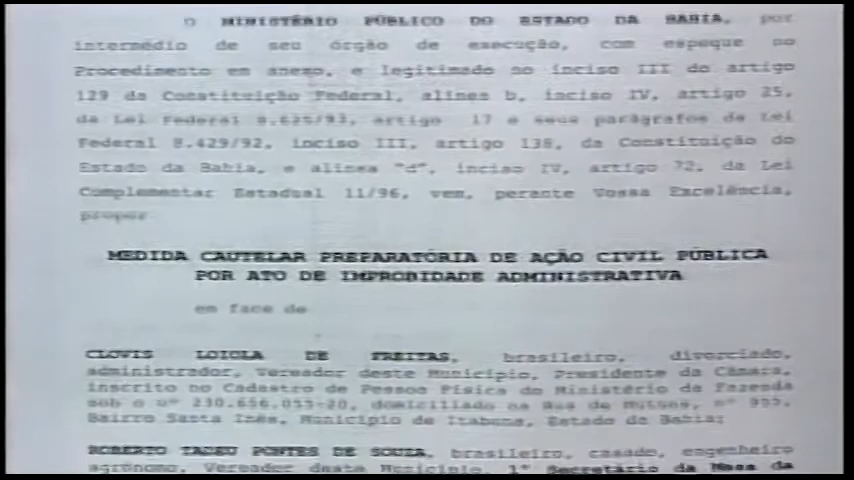 O MINISTÉRIO PÚBLICO DO ESTADO DA BAHIA, por
intermédio de seu órgão de execução, com espeque no
Procedimento em anexo, e legitimado no inciso III do artigo
129 da Constituição Federal, alínea b, inciso IV, artigo 25,
da Lei Federal 8.625/93, artigo 17 e seus parágrafos da Lei
Federal 8.429/92, inciso III, artigo 138, da Constituição do
Estado da Bahia, e alínea "d", inciso IV, artigo 72, da Lei
Complementar Estadual 11/96, vem, perante Vossa Excelência,
propor
MEDIDA CAUTELAR PREPARATÓRIA DE AÇÃO CIVIL PÚBLICA
POR ATO DE IMPROBIDADE ADMINISTRATIVA
em face de
CLOVIS LOIOLA DE FREITAS, brasileiro, divorciado,
administrador, Vereador deste Município, Presidente da Câmara,
inscrito no Cadastro de Pessoa Física do Ministério da Fazenda
sob o nº domiciliado na Rua de nº
Bairro Santa Inês, Município de Itabuna, Estado da Bahia;
ROBERTO TADEU PONTES DE SOUZA, brasileiro, casado, engenheiro
agrônomo, Vereador deste Município, 1º Secretário da Mesa da